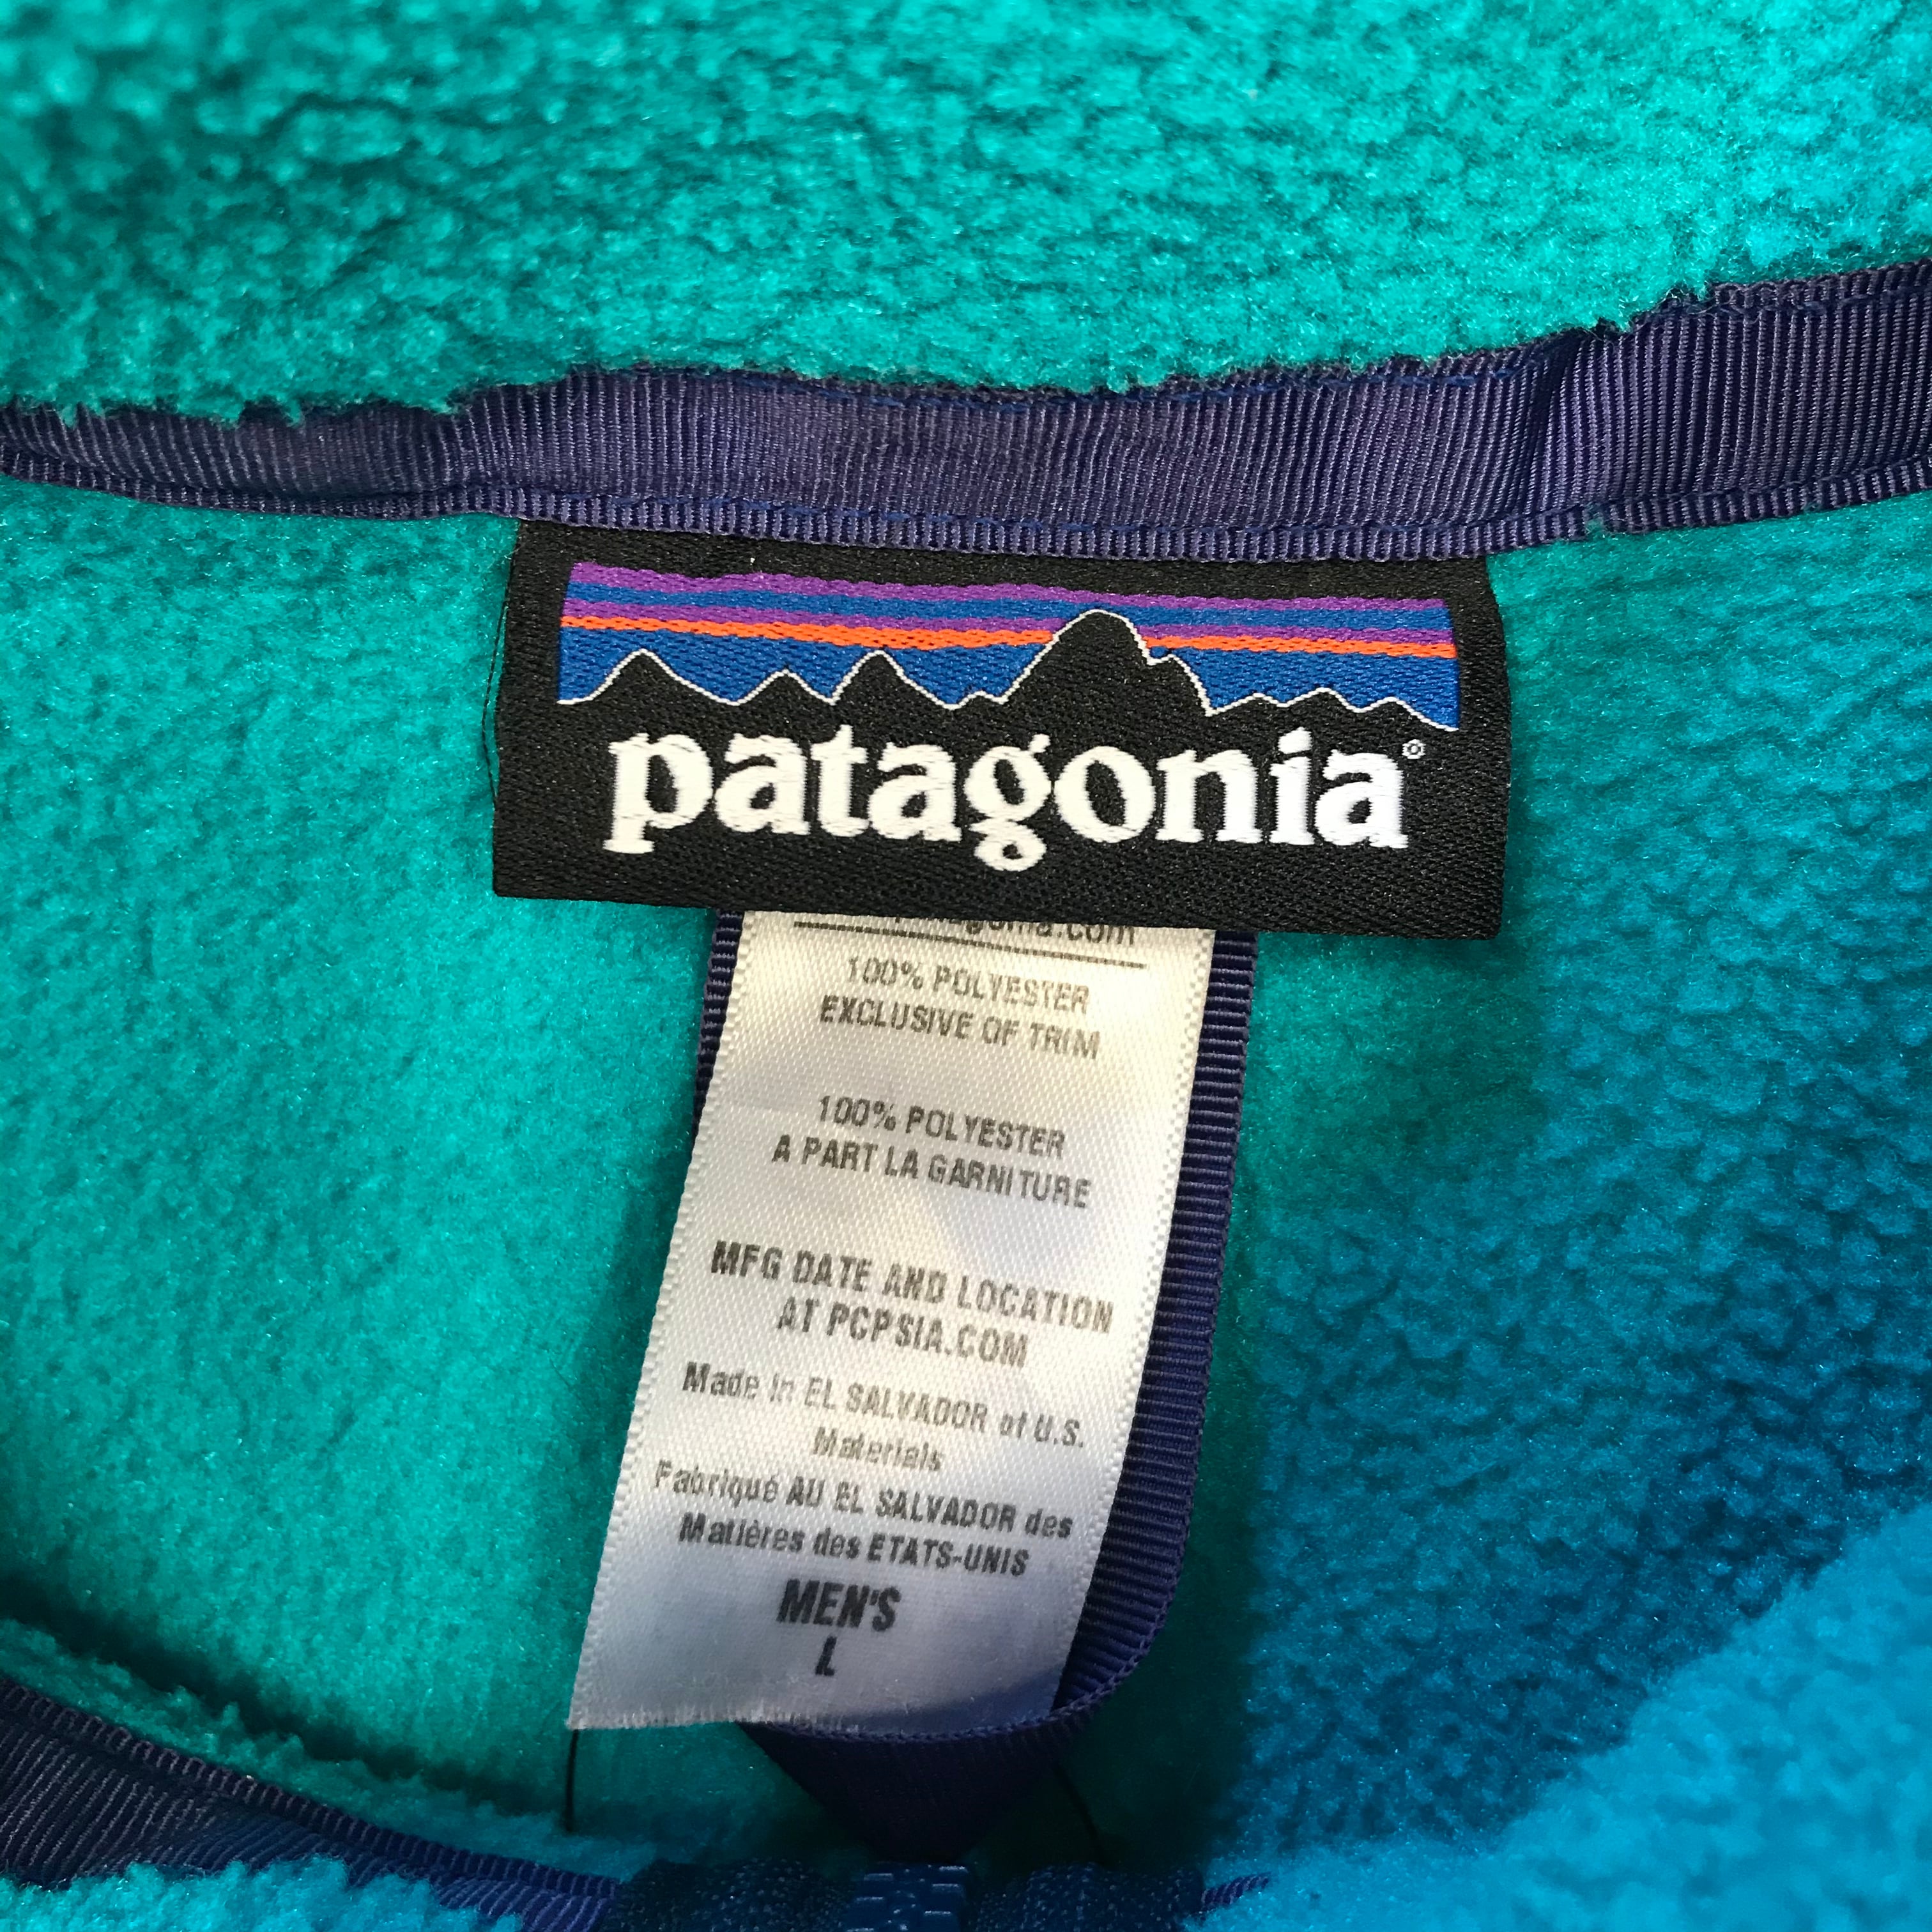 patagonia®
100% POLYESTER
EXCLUSIVE OF TRIM
100% POLYESTER
A PART LA GARNITURE
MFG DATE AND LOCATION
AT PCPSIA.COM
Made in EL SALVADOR of U.S.
Materials
Fabriqué AU EL SALVADOR des
Matières des ETATS-UNIS
MEN'S
L